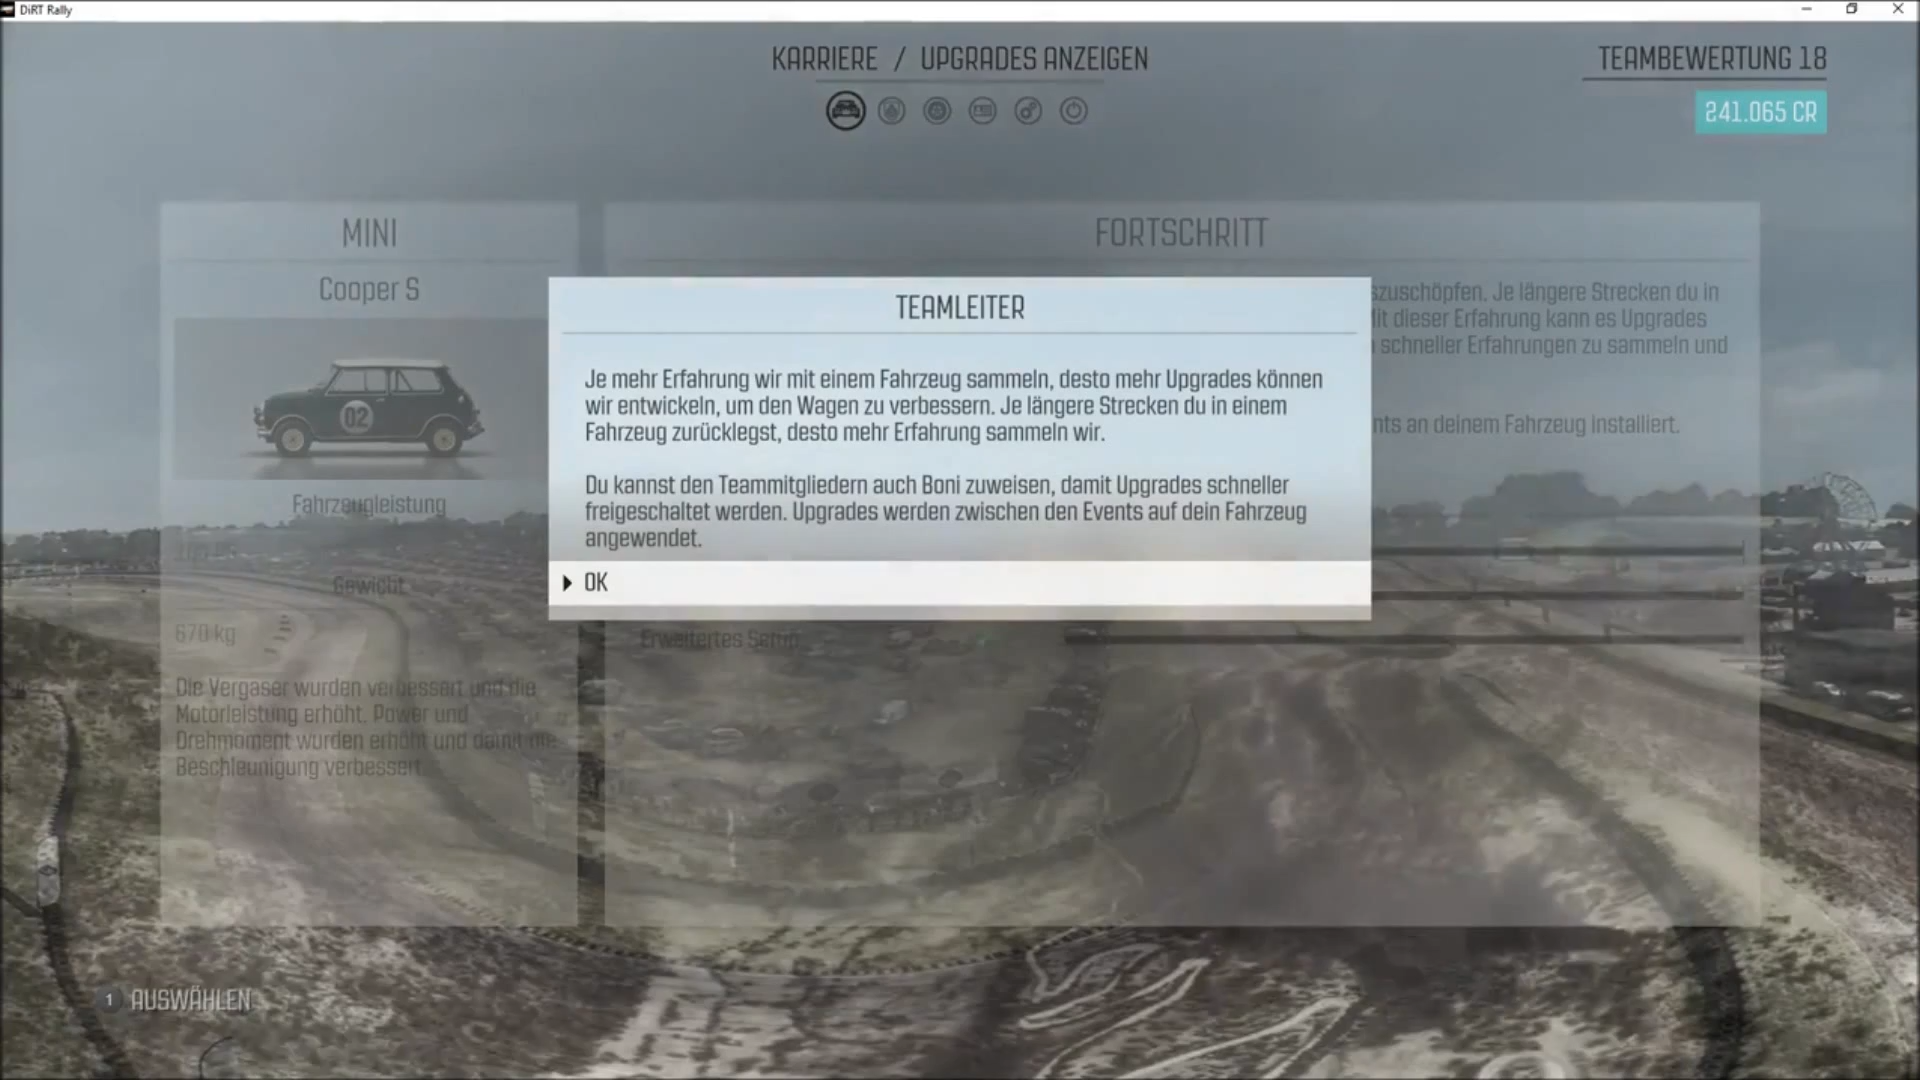 DiRT Rally
KARRIERE / UPGRADES ANZEIGEN
TEAMBEWERTUNG 18
241.065 CR
MINI
Cooper S
02
Fahrzeugleistung
Gewicht
670 kg
Die Vergaser wurden verbessert und die
Motorleistung erhöht. Power und
Drehmoment wurden erhöht und damit die
Beschleunigung verbessert.
FORTSCHRITT
szuschöpfen. Je längere Strecken du in
Mit dieser Erfahrung kann es Upgrades
schneller Erfahrungen zu sammeln und
nts an deinem Fahrzeug installiert.
Erweitertes Setup
TEAMLEITER
Je mehr Erfahrung wir mit einem Fahrzeug sammeln, desto mehr Upgrades können
wir entwickeln, um den Wagen zu verbessern. Je längere Strecken du in einem
Fahrzeug zurücklegst, desto mehr Erfahrung sammeln wir.
Du kannst den Teammitgliedern auch Boni zuweisen, damit Upgrades schneller
freigeschaltet werden. Upgrades werden zwischen den Events auf dein Fahrzeug
angewendet.
OK
1 AUSWÄHLEN